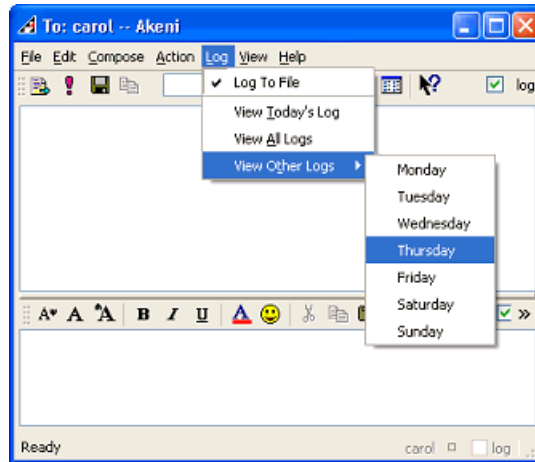 To: carol -- Akeni
File Edit Compose Action Log View Help
log
Log To File
View Today's Log
View All Logs
View Other Logs
Monday
Tuesday
Wednesday
Thursday
Friday
Saturday
Sunday
A A A B I U A
Ready carol log